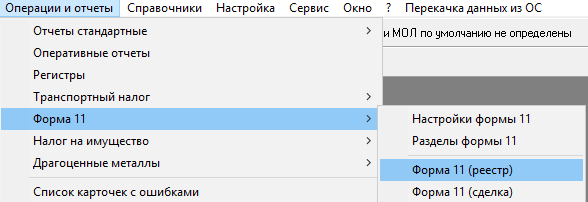 Операции и отчеты Справочники Настройка Сервис Окно ? Перекачка данных из ОС
и МОЛ по умолчанию не определены
Отчеты стандартные
Оперативные отчеты
Регистры
Транспортный налог
Форма 11
Налог на имущество
Драгоценные металлы
Список карточек с ошибками
Настройки формы 11
Разделы формы 11
Форма 11 (реестр)
Форма 11 (сделка)